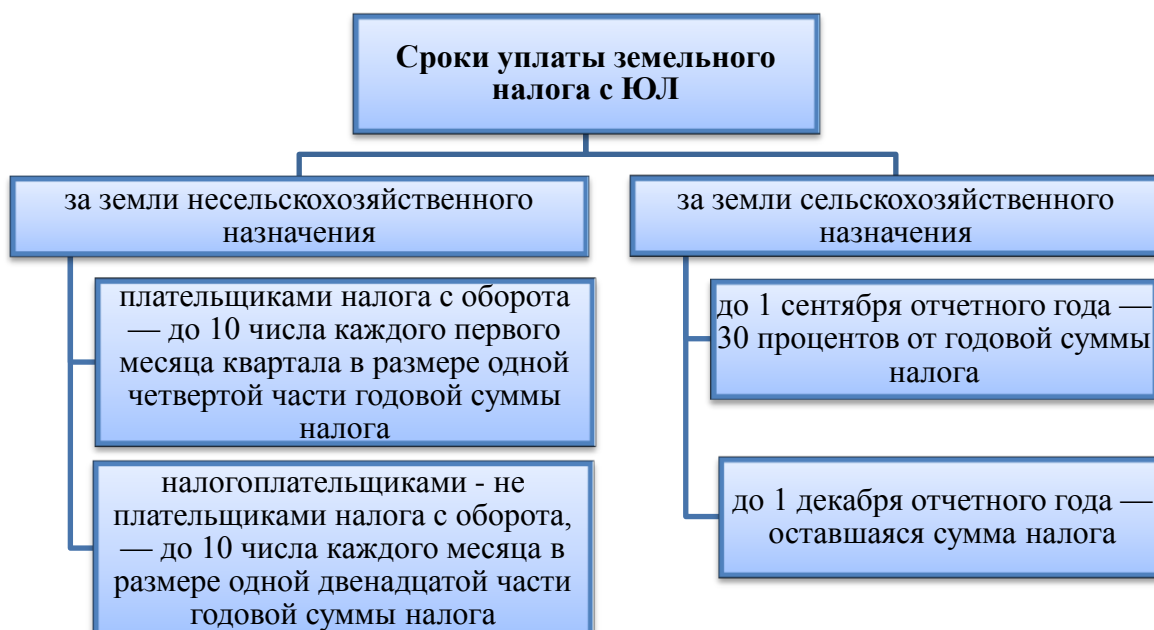 Сроки уплаты земельного
налога с ЮЛ
за земли несельскохозяйственного
назначения
плательщиками налога с оборота
— до 10 числа каждого первого
месяца квартала в размере одной
четвертой части годовой суммы
налога
налогоплательщиками - не
плательщиками налога с оборота,
— до 10 числа каждого месяца в
размере одной двенадцатой части
годовой суммы налога
за земли сельскохозяйственного
назначения
до 1 сентября отчетного года —
30 процентов от годовой суммы
налога
до 1 декабря отчетного года —
оставшаяся сумма налога